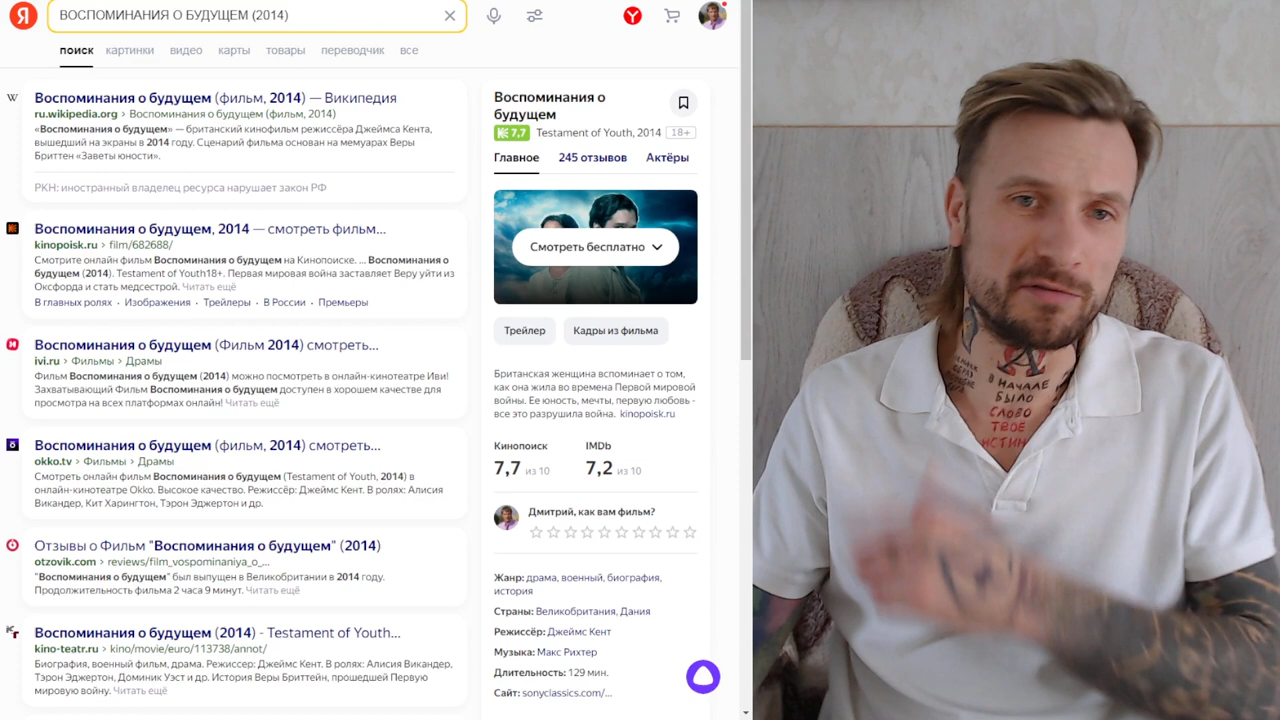 Я
ВОСПОМИНАНИЯ О БУДУЩЕМ (2014)
Y
поиск картинки видео карты товары переводчик все
W
Воспоминания о будущем (фильм, 2014) — Википедия
ru.wikipedia.org › Воспоминания о будущем (фильм, 2014)
«Воспоминания о будущем» — британский кинофильм режиссёра Джеймса Кента,
вышедший на экраны в 2014 году. Сценарий фильма основан на мемуарах Веры
Бриттен «Заветы юности».
РКН: иностранный владелец ресурса нарушает закон РФ
Воспоминания о будущем, 2014 — смотреть фильм...
kinopoisk.ru › film/682688/
Смотрите онлайн фильм Воспоминания о будущем на Кинопоиске. ... Воспоминания о
будущем (2014). Testament of Youth18+. Первая мировая война заставляет Веру уйти из
Оксфорда и стать медсестрой. Читать ещё
В главных ролях · Изображения · Трейлеры · В России · Премьеры
Воспоминания о будущем (Фильм 2014) смотреть...
ivi.ru › Фильмы › Драмы
Фильм Воспоминания о будущем (2014) можно посмотреть в онлайн-кинотеатре Иви!
Захватывающий Фильм Воспоминания о будущем доступен в хорошем качестве для
просмотра на всех платформах онлайн! Читать ещё
Воспоминания о будущем (фильм, 2014) смотреть...
okko.tv › Фильмы › Драмы
Смотреть онлайн фильм Воспоминания о будущем (Testament of Youth, 2014) в
онлайн-кинотеатре Okko. Высокое качество. Режиссёр: Джеймс Кент. В ролях: Алисия
Викандер, Кит Харингтон, Тэрон Эджертон и др.
Отзывы о Фильм "Воспоминания о будущем" (2014)
otzovik.com › reviews/film_vospominaniya_o_...
"Воспоминания о будущем" был выпущен в Великобритании в 2014 году.
Продолжительность фильма 2 часа 9 минут. Читать ещё
Воспоминания о будущем (2014) - Testament of Youth...
kino-teatr.ru › kino/movie/euro/113738/annot/
Биография, военный фильм, драма. Режиссер: Джеймс Кент. В ролях: Алисия Викандер,
Тэрон Эджертон, Доминик Уэст и др. История Веры Бриттейн, прошедшей Первую
мировую войну. Читать ещё
Воспоминания о
будущем
7,7 Testament of Youth, 2014 18+
Главное 245 отзывов Актёры
Смотреть бесплатно
Трейлер Кадры из фильма
Британская женщина вспоминает о том,
как она жила во времена Первой мировой
войны. Ее юность, мечты, первую любовь -
все это разрушила война. kinopoisk.ru
Кинопоиск IMDb
7,7 из 10 7,2 из 10
Дмитрий, как вам фильм?
Жанр: драма, военный, биография,
история
Страны: Великобритания, Дания
Режиссёр: Джеймс Кент
Музыка: Макс Рихтер
Длительность: 129 мин.
Сайт: sonyclassics.com/...
В НАЧАЛЕ
БЫЛО
СЛОВО
ТВОЕ